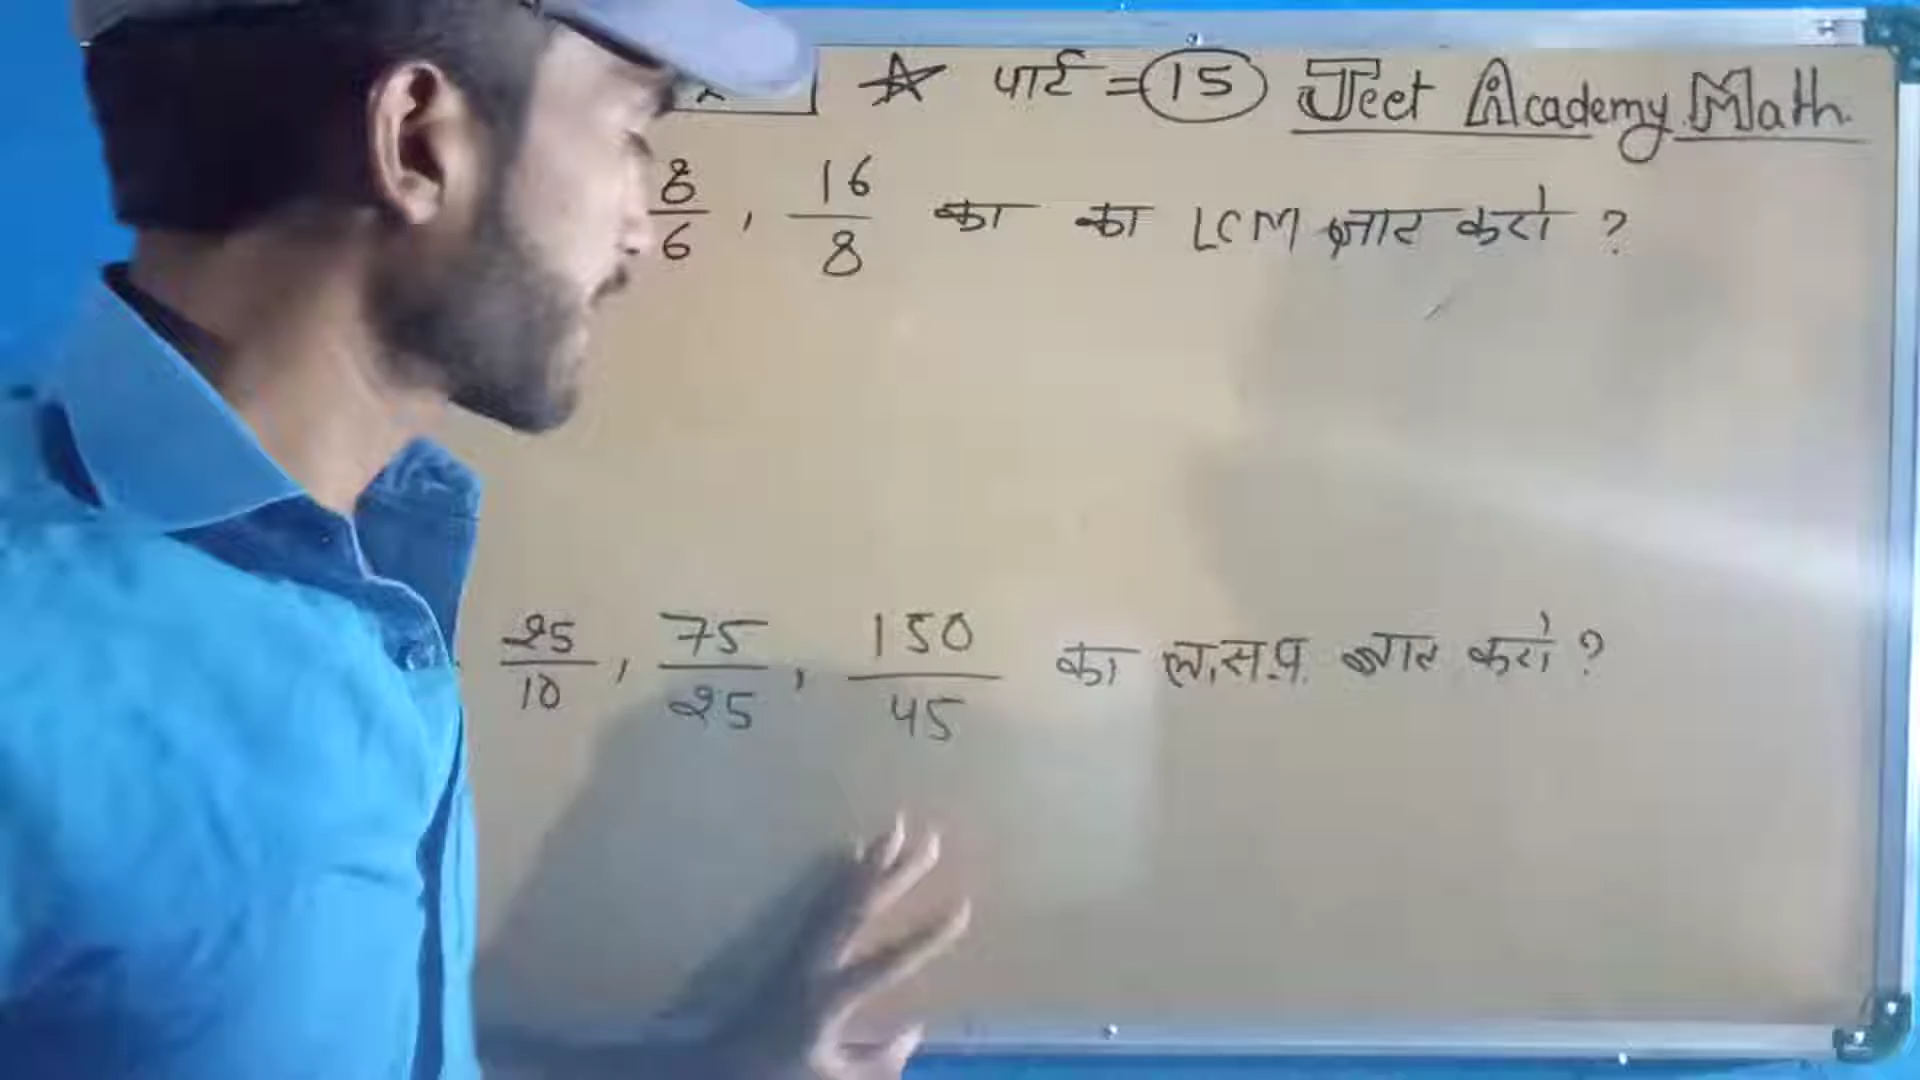 ☆ पार्ट = 15 Jeet Academy Math
8/6 , 16/8 का का LCM ज्ञात करो ?
25/10 , 75/25 , 150/45 का ल.स.प. ज्ञात करो ?